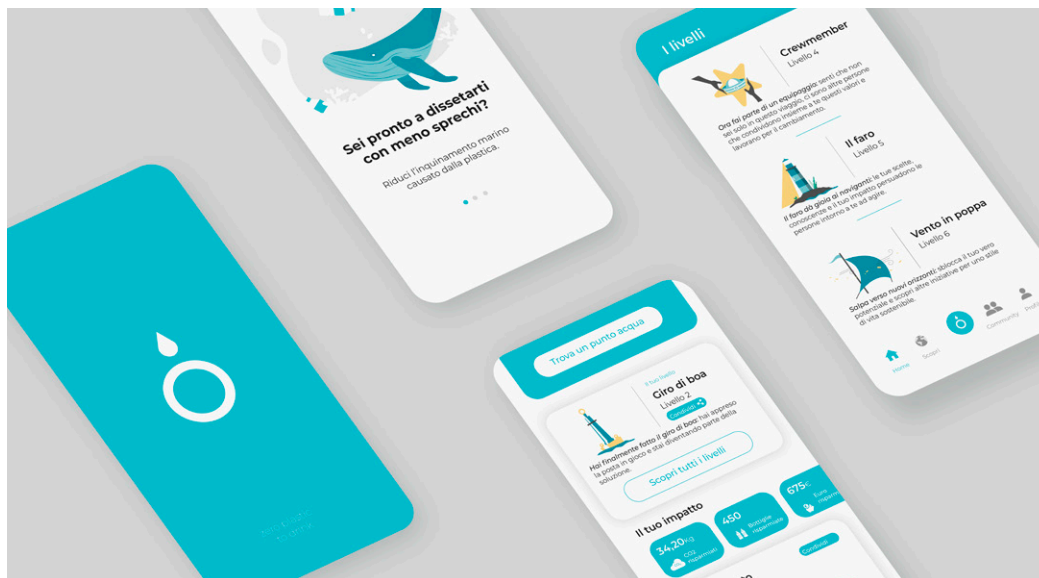 Sei pronto a dissetarti
con meno sprechi?
Riduci l'inquinamento marino
causato dalla plastica.
I livelli
Crewmember
Livello 4
Ora fai parte di un equipaggio: senti che non
sei solo in questo viaggio, ci sono altre persone
che condividono insieme a te questi valori e
lavorano per il cambiamento.
Il faro
Livello 5
Il faro dà gioia ai naviganti: le tue scelte,
conoscenze e il tuo impatto persuadono le
persone intorno a te ad agire.
Vento in poppa
Livello 6
Salpa verso nuovi orizzonti: sblocca il tuo vero
potenziale e scopri altre iniziative per uno stile
di vita sostenibile.
Home
Scopri
Community
Trova un punto acqua
Il tuo livello
Giro di boa
Livello 2
Condividi
Hai finalmente fatto il giro di boa: hai appreso
la posta in gioco e stai diventando parte della
soluzione.
Scopri tutti i livelli
Il tuo impatto
34,20Kg
CO2
risparmiati
450
Bottiglie
risparmiate
675€
Euro
Condividi